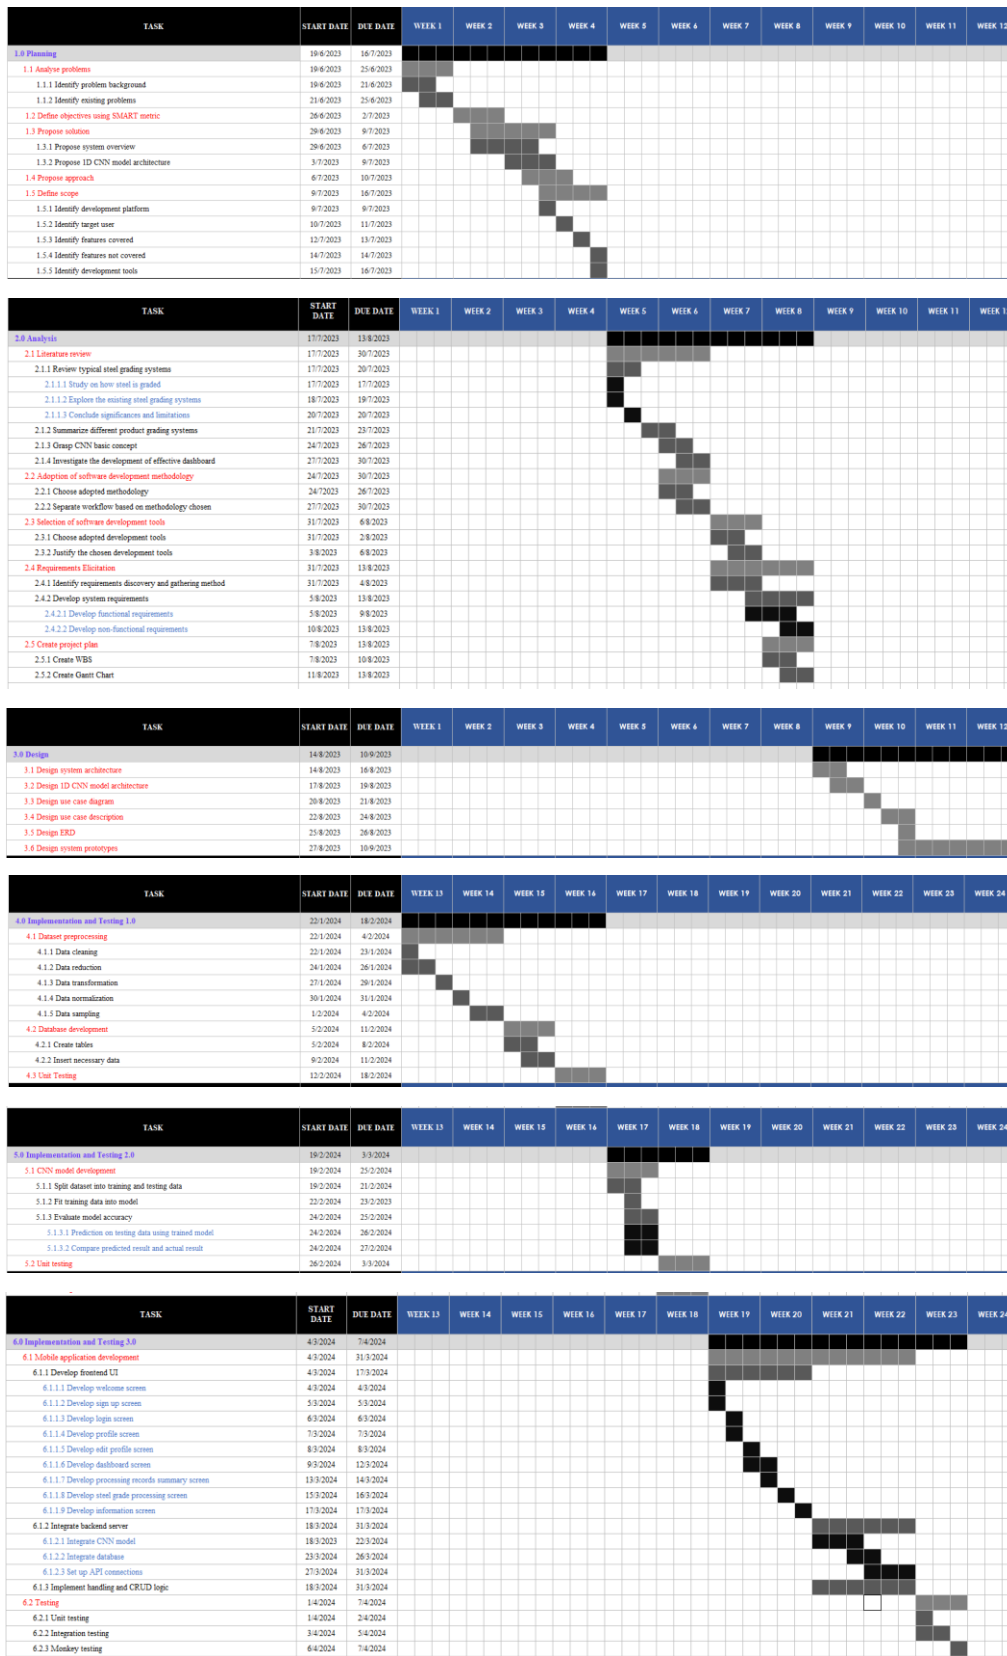 TASK START DATE DUE DATE WEEK 1 WEEK 2 WEEK 3 WEEK 4 WEEK 5 WEEK 6 WEEK 7 WEEK 8 WEEK 9 WEEK 10 WEEK 11 WEEK 12
1.0 Planning 19/6/2023 16/7/2023
1.1 Analyse problems 19/6/2023 25/6/2023
1.1.1 Identify problem background 19/6/2023 21/6/2023
1.1.2 Identify existing problems 21/6/2023 25/6/2023
1.2 Define objectives using SMART metric 26/6/2023 2/7/2023
1.3 Propose solution 29/6/2023 9/7/2023
1.3.1 Propose system overview 29/6/2023 6/7/2023
1.3.2 Propose 1D CNN model architecture 3/7/2023 9/7/2023
1.4 Propose approach 6/7/2023 10/7/2023
1.5 Define scope 9/7/2023 16/7/2023
1.5.1 Identify development platform 9/7/2023 9/7/2023
1.5.2 Identify target user 10/7/2023 11/7/2023
1.5.3 Identify features covered 12/7/2023 13/7/2023
1.5.4 Identify features not covered 14/7/2023 14/7/2023
1.5.5 Identify development tools 15/7/2023 16/7/2023
TASK START DATE DUE DATE WEEK 1 WEEK 2 WEEK 3 WEEK 4 WEEK 5 WEEK 6 WEEK 7 WEEK 8 WEEK 9 WEEK 10 WEEK 11 WEEK 1
2.0 Analysis 17/7/2023 13/8/2023
2.1 Literature review 17/7/2023 30/7/2023
2.1.1 Review typical steel grading systems 17/7/2023 20/7/2023
2.1.1.1 Study on how steel is graded 17/7/2023 17/7/2023
2.1.1.2 Explore the existing steel grading systems 18/7/2023 19/7/2023
2.1.1.3 Conclude significances and limitations 20/7/2023 20/7/2023
2.1.2 Summarize different product grading systems 21/7/2023 23/7/2023
2.1.3 Grasp CNN basic concept 24/7/2023 26/7/2023
2.1.4 Investigate the development of effective dashboard 27/7/2023 30/7/2023
2.2 Adoption of software development methodology 24/7/2023 30/7/2023
2.2.1 Choose adopted methodology 24/72023 26/7/2023
2.2.2 Separate workflow based on methodology chosen 27/7/2023 30/7/2023
2.3 Selection of software development tools 31/7/2023 6/8/2023
2.3.1 Choose adopted development tools 31/7/2023 2/8/2023
2.3.2 Justify the chosen development tools 3/8/2023 6/8/2023
2.4 Requirements Elicitation 31/7/2023 13/8/2023
2.4.1 Identify requirements discovery and gathering method 31/7/2023 4/8/2023
2.4.2 Develop system requirements 5/8/2023 13/8/2023
2.4.2.1 Develop functional requirements 5/8/2023 9/8/2023
2.4.2.2 Develop non-functional requirements 10/8/2023 13/8/2023
2.5 Create project plan 7/8/2023 13/8/2023
2.5.1 Create WBS 7/8/2023 10/8/2023
2.5.2 Create Gantt Chart 11/8/2023 13/8/2023
TASK START DATE DUE DATE WEEK 1 WEEK 2 WEEK 3 WEEK 4 WEEK 5 WEEK 6 WEEK 7 WEEK 8 WEEK 9 WEEK 10 WEEK 11 WEEK 12
3.0 Design 14/8/2023 10/9/2023
3.1 Design system architecture 14/8/2023 16/8/2023
3.2 Design 1D CNN model architecture 17/8/2023 19/8/2023
3.3 Design use case diagram 20/8/2023 21/8/2023
3.4 Design use case description 22/8/2023 24/8/2023
3.5 Design ERD 25/8/2023 26/8/2023
3.6 Design system prototypes 27/8/2023 10/9/2023
TASK START DATE DUE DATE WEEK 13 WEEK 14 WEEK 15 WEEK 16 WEEK 17 WEEK 18 WEEK 19 WEEK 20 WEEK 21 WEEK 22 WEEK 23 WEEK 24
4.0 Implementation and Testing 1.0 22/1/2024 18/2/2024
4.1 Dataset preprocessing 22/1/2024 4/2/2024
4.1.1 Data cleaning 22/1/2024 23/1/2024
4.1.2 Data reduction 24/1/2024 26/1/2024
4.1.3 Data transformation 27/1/2024 29/1/2024
4.1.4 Data normalization 30/1/2024 31/1/2024
4.1.5 Data sampling 1/2/2024 4/2/2024
4.2 Database development 5/2/2024 11/2/2024
4.2.1 Create tables 5/2/2024 8/2/2024
4.2.2 Insert necessary data 9/2/2024 11/2/2024
4.3 Unit Testing 12/2/2024 18/2/2024
TASK START DATE DUE DATE WEEK 13 WEEK 14 WEEK 15 WEEK 16 WEEK 17 WEEK 18 WEEK 19 WEEK 20 WEEK 21 WEEK 22 WEEK 23 WEEK 24
5.0 Implementation and Testing 2.0 19/2/2024 3/3/2024
5.1 CNN model development 19/2/2024 25/2/2024
5.1.1 Split dataset into training and testing data 19/2/2024 21/2/2024
5.1.2 Fit training data into model 22/2/2024 23/2/2023
5.1.3 Evaluate model accuracy 24/2/2024 25/2/2024
5.1.3.1 Prediction on testing data using trained model 24/2/2024 26/2/2024
5.1.3.2 Compare predicted result and actual result 24/2/2024 27/2/2024
5.2 Unit testing 26/2/2024 3/3/2024
TASK START DATE DUE DATE WEEK 13 WEEK 14 WEEK 15 WEEK 16 WEEK 17 WEEK 18 WEEK 19 WEEK 20 WEEK 21 WEEK 22 WEEK 23 WEEK 24
6.0 Implementation and Testing 3.0 4/3/2024 7/4/2024
6.1 Mobile application development 4/3/2024 31/3/2024
6.1.1 Develop frontend UI 4/3/2024 17/3/2024
6.1.1.1 Develop welcome screen 4/3/2024 4/3/2024
6.1.1.2 Develop sign up screen 5/3/2024 5/3/2024
6.1.1.3 Develop login screen 6/3/2024 6/3/2024
6.1.1.4 Develop profile screen 7/3/2024 7/3/2024
6.1.1.5 Develop edit profile screen 8/3/2024 8/3/2024
6.1.1.6 Develop dashboard screen 9/3/2024 12/3/2024
6.1.1.7 Develop processing records summary screen 13/3/2024 14/3/2024
6.1.1.8 Develop steel grade processing screen 15/3/2024 16/3/2024
6.1.1.9 Develop information screen 17/3/2024 17/3/2024
6.1.2 Integrate backend server 18/3/2024 31/3/2024
6.1.2.1 Integrate CNN model 18/3/2023 22/3/2024
6.1.2.2 Integrate database 23/3/2024 26/3/2024
6.1.2.3 Set up API connections 27/3/2024 31/3/2024
6.1.3 Implement handling and CRUD logic 18/3/2024 31/3/2024
6.2 Testing 1/4/2024 7/4/2024
6.2.1 Unit testing 1/4/2024 2/4/2024
6.2.2 Integration testing 3/4/2024 5/4/2024
6.2.3 Monkey testing 6/4/2024 7/4/2024